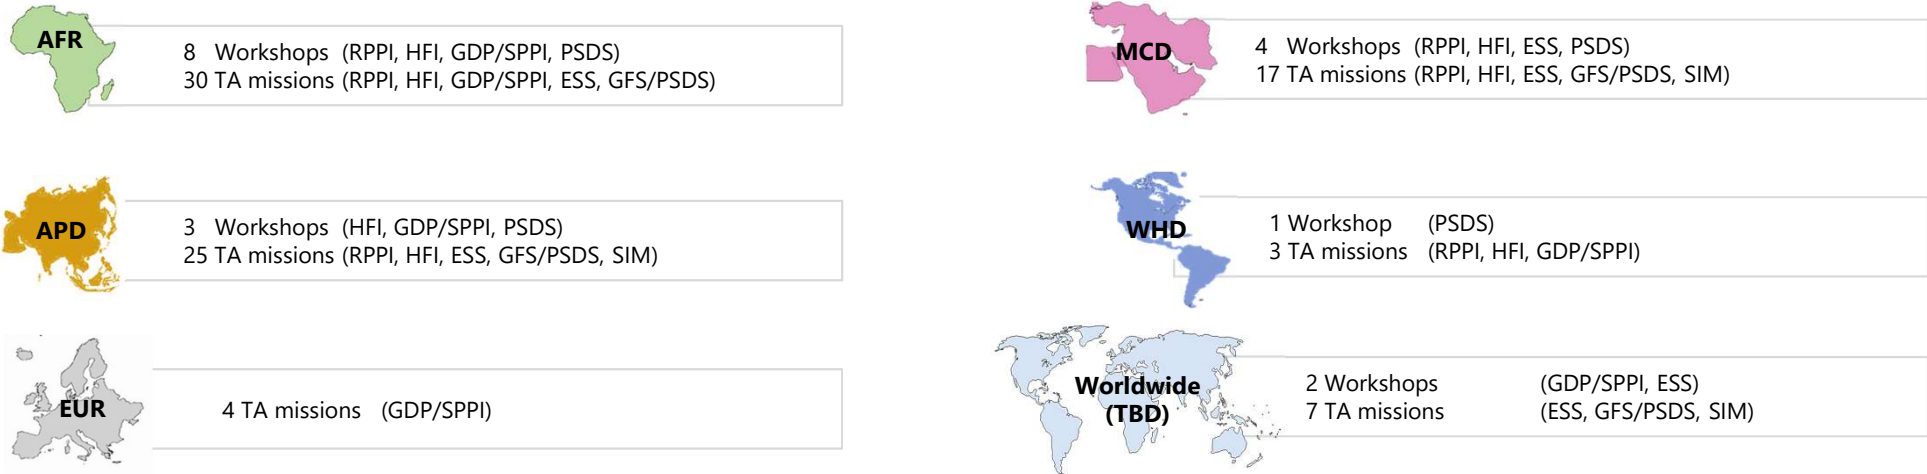 AFR
8 Workshops (RPPI, HFI, GDP/SPPI, PSDS)
30 TA missions (RPPI, HFI, GDP/SPPI, ESS, GFS/PSDS)
MCD
4 Workshops (RPPI, HFI, ESS, PSDS)
17 TA missions (RPPI, HFI, ESS, GFS/PSDS, SIM)
APD
3 Workshops (HFI, GDP/SPPI, PSDS)
25 TA missions (RPPI, HFI, ESS, GFS/PSDS, SIM)
WHD
1 Workshop (PSDS)
3 TA missions (RPPI, HFI, GDP/SPPI)
EUR
4 TA missions (GDP/SPPI)
Worldwide
(TBD)
2 Workshops (GDP/SPPI, ESS)
7 TA missions (ESS, GFS/PSDS, SIM)